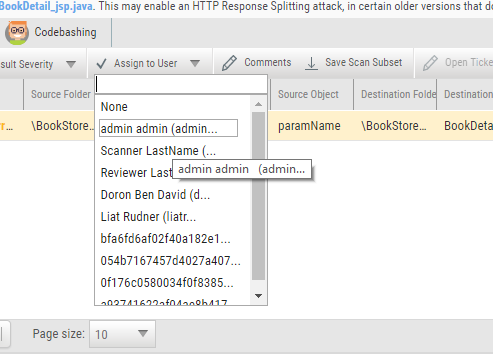 BookDetail_jsp.java. This may enable an HTTP Response Splitting attack, in certain older versions that do
Codebashing
sult Severity Assign to User Comments Save Scan Subset Open Ticke
Source Folder Source Object Destination Folde Destination
r... \BookStore... paramName \BookStore... BookDeta
None
admin admin (admin...
Scanner LastName (...
Reviewer Last
admin admin (admin...
Doron Ben David (d...
Liat Rudner (liatr...
bfa6fd6af02f40a182e1...
054b7167457d4027a407...
0f176c0580034f0f8385...
a93741622af04ae8b417
Page size: 10